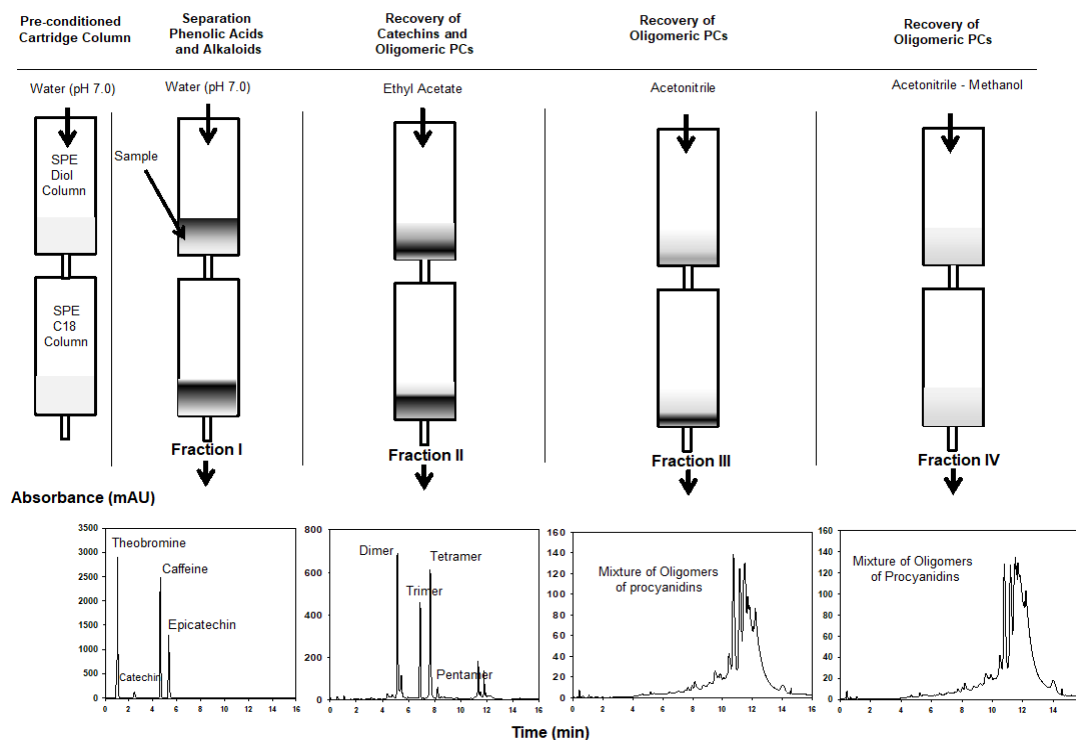 Pre-conditioned
Cartridge Column
Separation
Phenolic Acids
and Alkaloids
Recovery of
Catechins and
Oligomeric PCs
Recovery of
Oligomeric PCs
Recovery of
Oligomeric PCs
Water (pH 7.0)
Water (pH 7.0)
Ethyl Acetate
Acetonitrile
Acetonitrile - Methanol
SPE
Diol
Column
Sample
SPE
C18
Column
Fraction I
Fraction II
Fraction III
Fraction IV
Absorbance (mAU)
3500
3000
2500
2000
1500
1000
500
0
Theobromine
Caffeine
Epicatechin
Catechin
0 2 4 6 8 10 12 14 16
800
600
400
200
0
Dimer
Tetramer
Trimer
Pentamer
0 2 4 6 8 10 12 14 16
160
140
120
100
80
60
40
20
0
Mixture of Oligomers
of procyanidins
0 2 4 6 8 10 12 14 16
160
140
120
100
80
60
40
20
0
Mixture of Oligomers
of Procyanidins
0 2 4 6 8 10 12 14
Time (min)